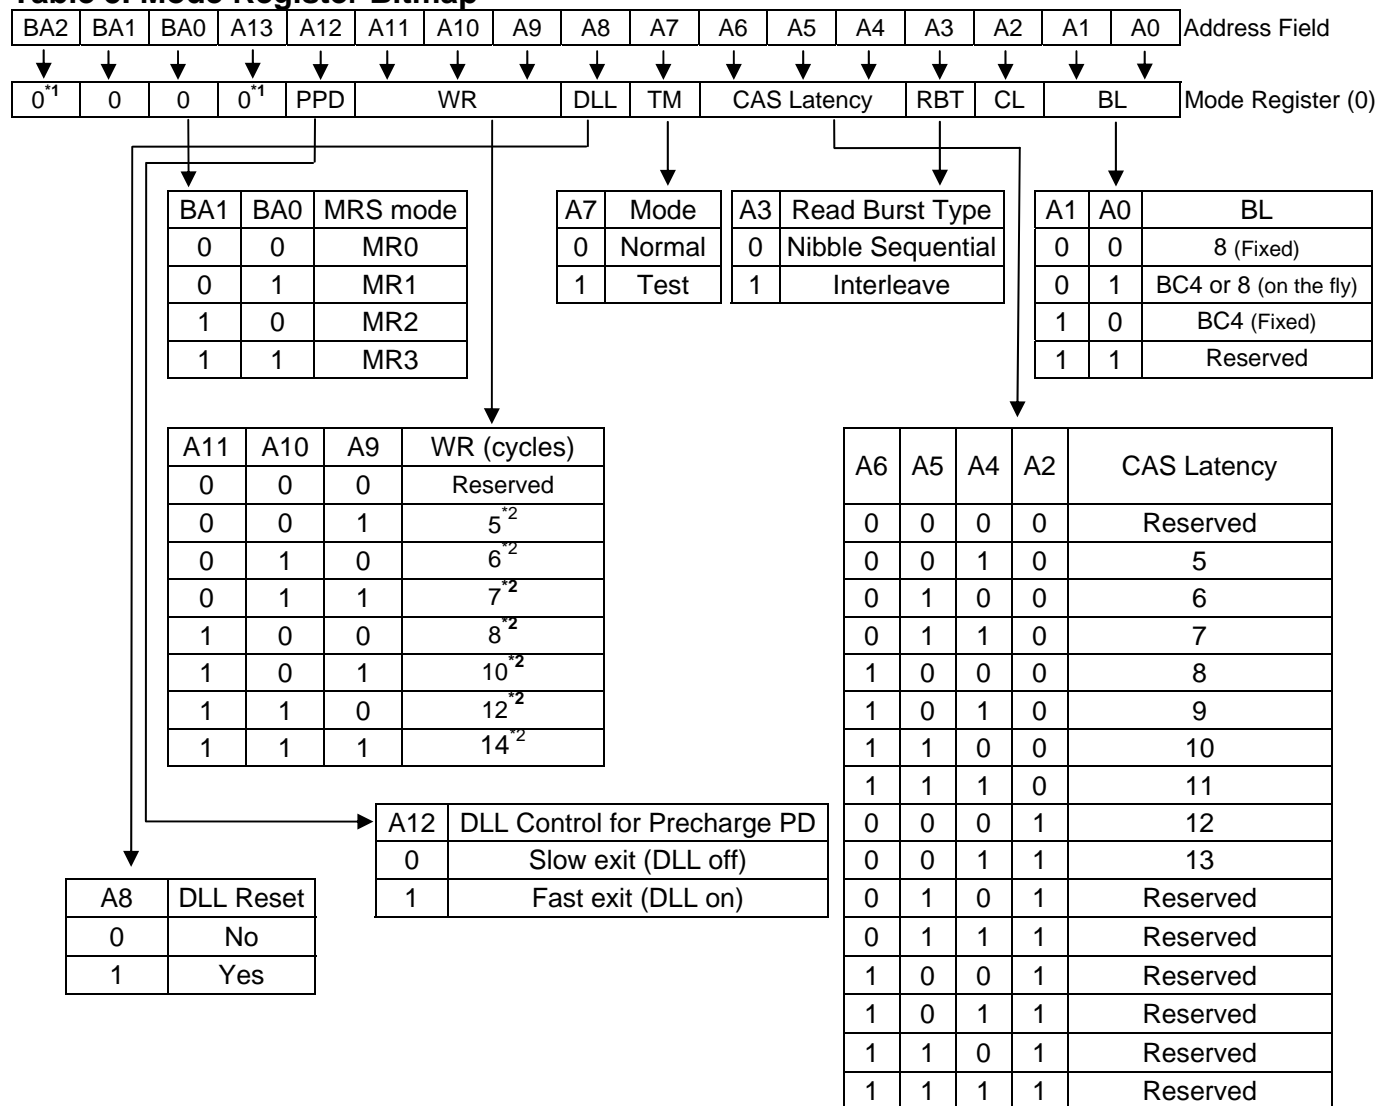 Table 5. Mode Register Bitmap
BA2 BA1 BA0 A13 A12 A11 A10 A9 A8 A7 A6 A5 A4 A3 A2 A1 A0 Address Field
0*1 0 0 0*1 PPD WR DLL TM CAS Latency RBT CL BL Mode Register (0)
BA1 BA0 MRS mode
0 0 MR0
0 1 MR1
1 0 MR2
1 1 MR3
A7 Mode
0 Normal
1 Test
A3 Read Burst Type
0 Nibble Sequential
1 Interleave
A1 A0 BL
0 0 8 (Fixed)
0 1 BC4 or 8 (on the fly)
1 0 BC4 (Fixed)
1 1 Reserved
A11 A10 A9 WR (cycles)
0 0 0 Reserved
0 0 1 5*2
0 1 0 6*2
0 1 1 7*2
1 0 0 8*2
1 0 1 10*2
1 1 0 12*2
1 1 1 14*2
A6 A5 A4 A2 CAS Latency
0 0 0 0 Reserved
0 0 1 0 5
0 1 0 0 6
0 1 1 0 7
1 0 0 0 8
1 0 1 0 9
1 1 0 0 10
1 1 1 0 11
0 0 0 1 12
0 0 1 1 13
0 1 0 1 Reserved
0 1 1 1 Reserved
1 0 0 1 Reserved
1 0 1 1 Reserved
1 1 0 1 Reserved
1 1 1 1 Reserved
A12 DLL Control for Precharge PD
0 Slow exit (DLL off)
1 Fast exit (DLL on)
A8 DLL Reset
0 No
1 Yes